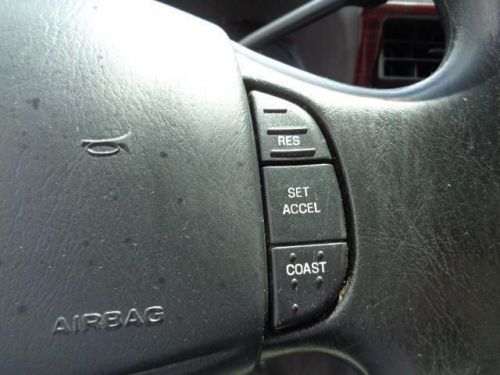 RES
SET
ACCEL
COAST
AIRBAG